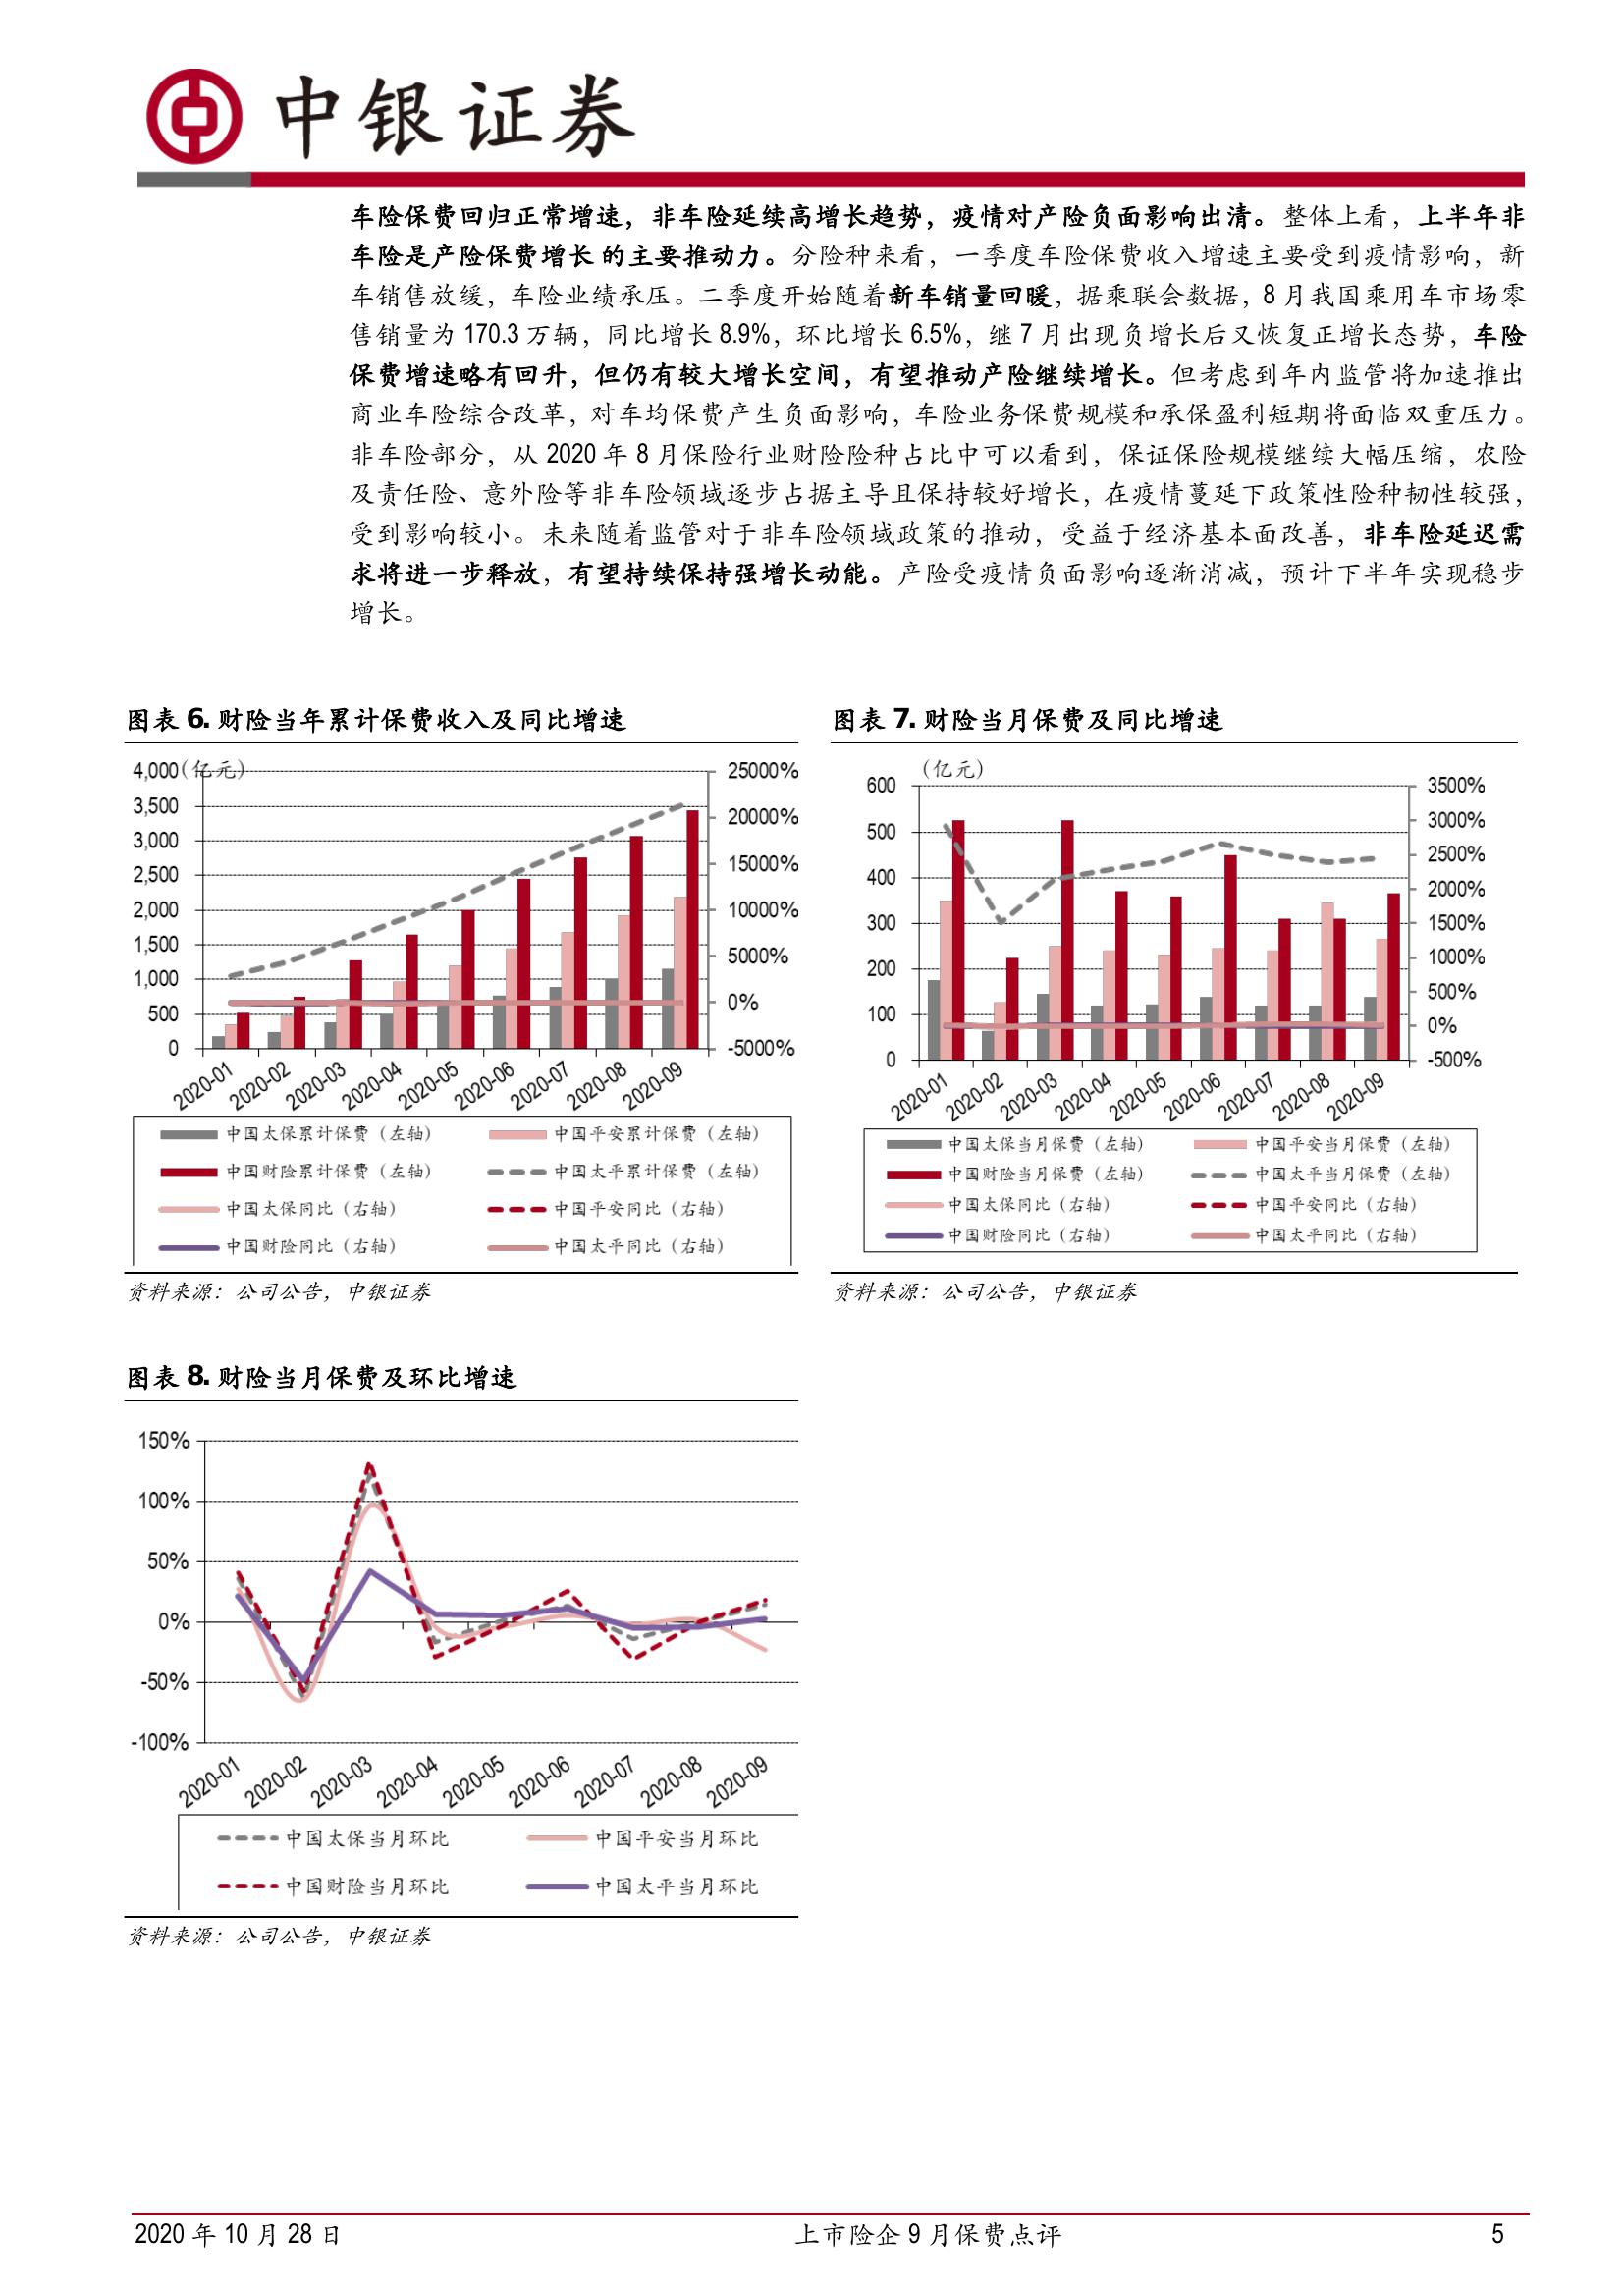 中银证券
车险保费回归正常增速，非车险延续高增长趋势，疫情对产险负面影响出清。整体上看，上半年非
车险是产险保费增长 的主要推动力。分险种来看，一季度车险保费收入增速主要受到疫情影响，新
车销售放缓，车险业绩承压。二季度开始随着新车销量回暖，据乘联会数据，8 月我国乘用车市场零
售销量为 170.3 万辆，同比增长 8.9%，环比增长 6.5%，继 7 月出现负增长后又恢复正增长态势，车险
保费增速略有回升，但仍有较大增长空间，有望推动产险继续增长。但考虑到年内监管将加速推出
商业车险综合改革，对车均保费产生负面影响，车险业务保费规模和承保盈利短期将面临双重压力。
非车险部分，从 2020 年 8 月保险行业财险险种占比中可以看到，保证保险规模继续大幅压缩，农险
及责任险、意外险等非车险领域逐步占据主导且保持较好增长，在疫情蔓延下政策性险种韧性较强，
受到影响较小。未来随着监管对于非车险领域政策的推动，受益于经济基本面改善，非车险延迟需
求将进一步释放，有望持续保持强增长动能。产险受疫情负面影响逐渐消减，预计下半年实现稳步
增长。
图表 6. 财险当年累计保费收入及同比增速
(亿元)
4,000
3,500
3,000
2,500
2,000
1,500
1,000
500
0
25000%
20000%
15000%
10000%
5000%
0%
-5000%
2020-01 2020-02 2020-03 2020-04 2020-05 2020-06 2020-07 2020-08 2020-09
中国太保累计保费（左轴） 中国平安累计保费（左轴）
中国财险累计保费（左轴） 中国太平累计保费（左轴）
中国太保同比（右轴） 中国平安同比（右轴）
中国财险同比（右轴） 中国太平同比（右轴）
资料来源：公司公告，中银证券
图表 7. 财险当月保费及同比增速
(亿元)
600
500
400
300
200
100
0
3500%
3000%
2500%
2000%
1500%
1000%
500%
0%
-500%
2020-01 2020-02 2020-03 2020-04 2020-05 2020-06 2020-07 2020-08 2020-09
中国太保当月保费（左轴） 中国平安当月保费（左轴）
中国财险当月保费（左轴） 中国太平当月保费（左轴）
中国太保同比（右轴） 中国平安同比（右轴）
中国财险同比（右轴） 中国太平同比（右轴）
资料来源：公司公告，中银证券
图表 8. 财险当月保费及环比增速
150%
100%
50%
0%
-50%
-100%
2020-01 2020-02 2020-03 2020-04 2020-05 2020-06 2020-07 2020-08 2020-09
中国太保当月环比 中国平安当月环比
中国财险当月环比 中国太平当月环比
资料来源：公司公告，中银证券
2020 年 10 月 28 日 上市险企 9 月保费点评 5